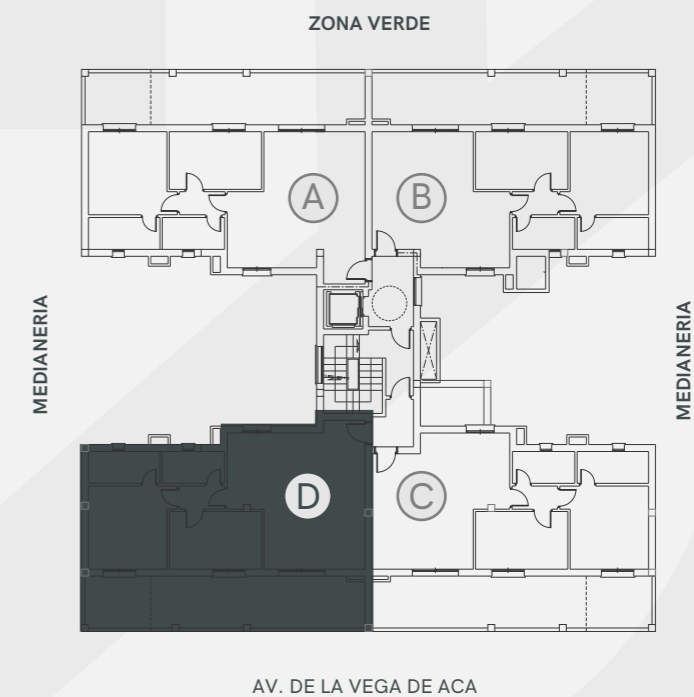 ZONA VERDE
A
B
MEDIANERIA
MEDIANERIA
D
C
AV. DE LA VEGA DE ACA